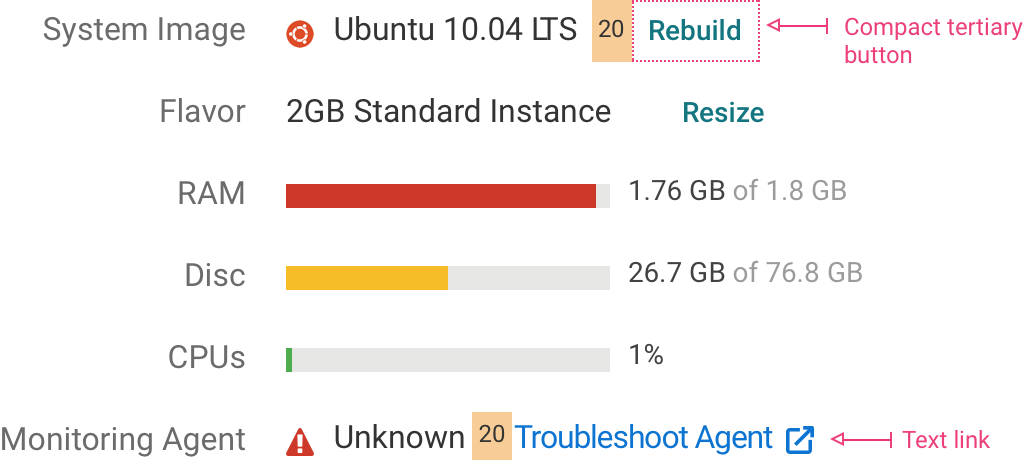 System Image Ubuntu 10.04 LTS 20 Rebuild Compact tertiary
button
Flavor 2GB Standard Instance Resize
RAM 1.76 GB of 1.8 GB
Disc 26.7 GB of 76.8 GB
CPUs 1%
Monitoring Agent Unknown 20 Troubleshoot Agent Text link